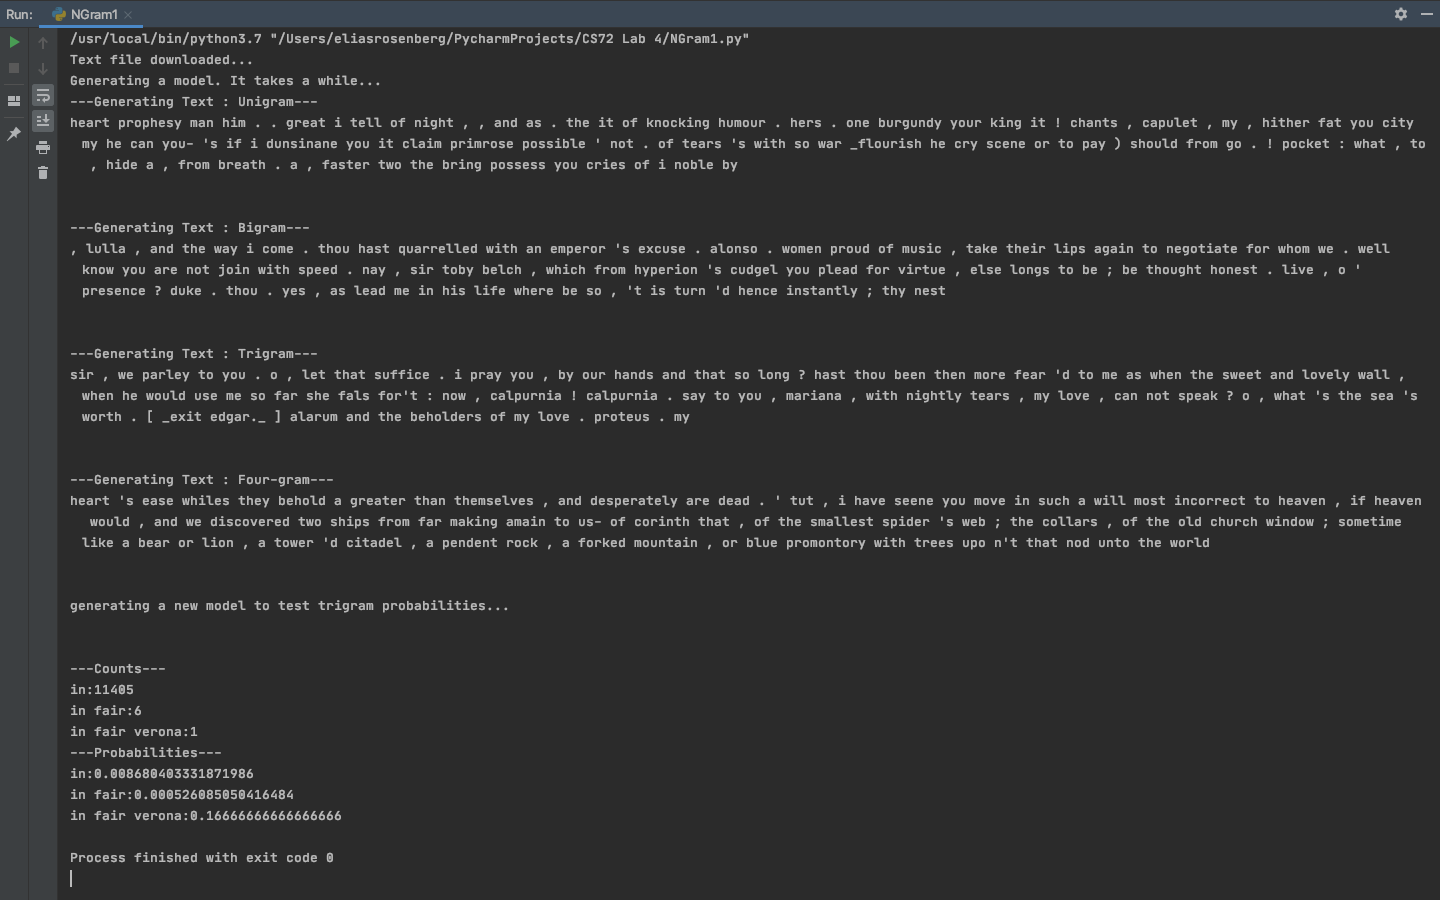 Run: NGram1
/usr/local/bin/python3.7 "/Users/eliasrosenberg/PycharmProjects/CS72 Lab 4/NGram1.py"
Text file downloaded...
Generating a model. It takes a while...
---Generating Text : Unigram---
heart prophesy man him . . great i tell of night , , and as . the it of knocking humour . hers . one burgundy your king it ! chants , capulet , my , hither fat you city
my he can you— 's if i dunsinane you it claim primrose possible ' not . of tears 's with so war _flourish he cry scene or to pay ) should from go . ! pocket : what , to
, hide a , from breath . a , faster two the bring possess you cries of i noble by
---Generating Text : Bigram---
, lulla , and the way i come . thou hast quarrelled with an emperor 's excuse . alonso . women proud of music , take their lips again to negotiate for whom we . well
know you are not join with speed . nay , sir toby belch , which from hyperion 's cudgel you plead for virtue , else longs to be ; be thought honest . live , o '
presence ? duke . thou . yes , as lead me in his life where be so , 't is turn 'd hence instantly ; thy nest
---Generating Text : Trigram---
sir , we parley to you . o , let that suffice . i pray you , by our hands and that so long ? hast thou been then more fear 'd to me as when the sweet and lovely wall ,
when he would use me so far she fals for't : now , calpurnia ! calpurnia . say to you , mariana , with nightly tears , my love , can not speak ? o , what 's the sea 's
worth . [ _exit edgar._ ] alarum and the beholders of my love . proteus . my
---Generating Text : Four-gram---
heart 's ease whiles they behold a greater than themselves , and desperately are dead . ' tut , i have seene you move in such a will most incorrect to heaven , if heaven
would , and we discovered two ships from far making amain to us— of corinth that , of the smallest spider 's web ; the collars , of the old church window ; sometime
like a bear or lion , a tower 'd citadel , a pendent rock , a forked mountain , or blue promontory with trees upo n't that nod unto the world
generating a new model to test trigram probabilities...
---Counts---
in:11405
in fair:6
in fair verona:1
---Probabilities---
in:0.008680403331871986
in fair:0.000526085050416484
in fair verona:0.16666666666666666
Process finished with exit code 0